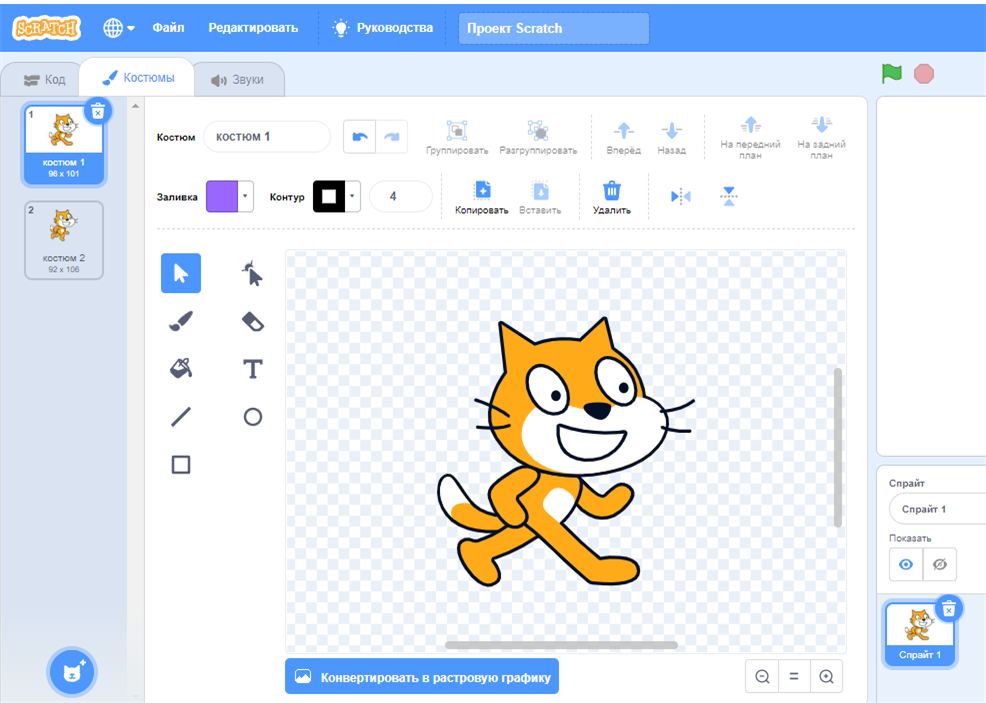 SCRATCH
Файл
Редактировать
Руководства
Проект Scratch
Код
Костюмы
Звуки
1
костюм 1
96 x 101
2
костюм 2
92 x 106
Костюм
костюм 1
Группировать
Разгруппировать
Вперёд
Назад
На передний
план
На задний
план
Заливка
Контур
4
Копировать
Вставить
Удалить
T
Конвертировать в растровую графику
Спрайт
Спрайт 1
Показать
Спрайт 1